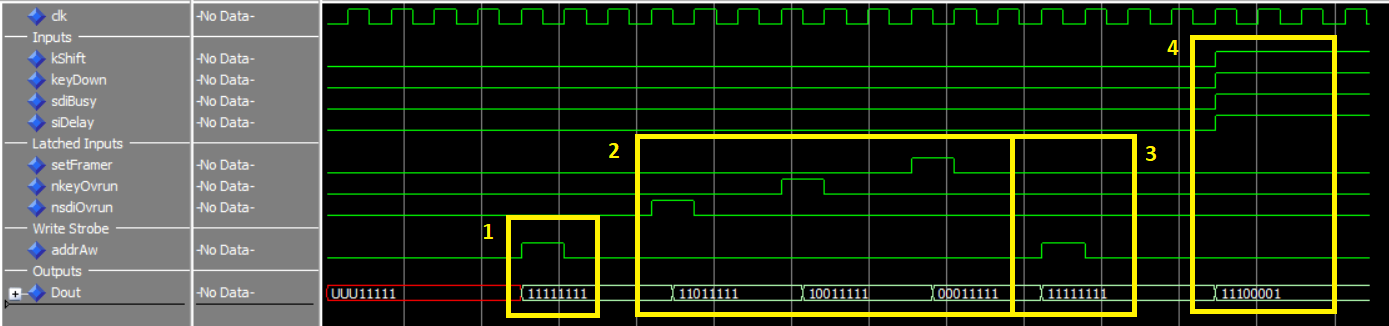 clk -No Data-
Inputs
kShift -No Data-
keyDown -No Data-
sdiBusy -No Data-
siDelay -No Data-
Latched Inputs
setFramer -No Data-
nkeyOvrun -No Data-
nsdiOvrun -No Data-
Write Strobe
addrAw -No Data-
Outputs
Dout -No Data-
4
2
3
1
UUU11111 11111111 11011111 10011111 00011111 11111111 11100001